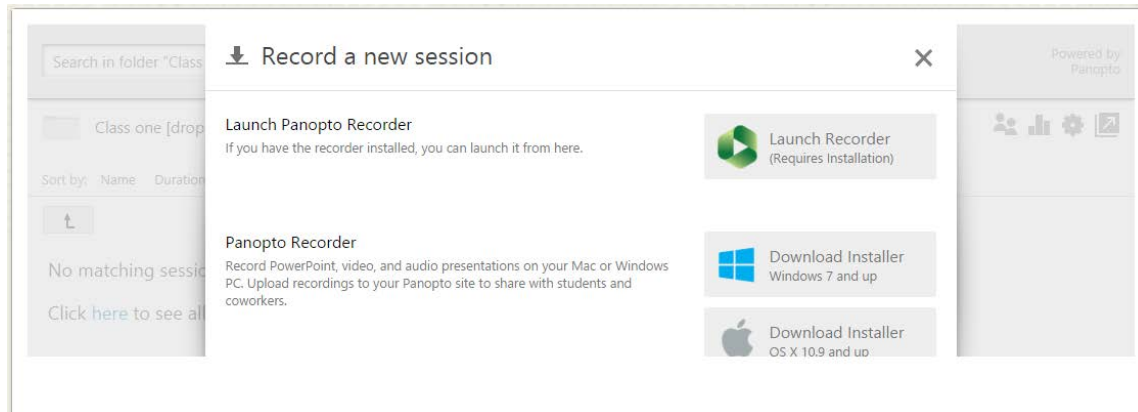 Record a new session
Search in folder "Class
Powered by
Panopto
Class one [drop
Launch Panopto Recorder
If you have the recorder installed, you can launch it from here.
Launch Recorder
(Requires Installation)
Sort by: Name Duration
Panopto Recorder
Record PowerPoint, video, and audio presentations on your Mac or Windows
PC. Upload recordings to your Panopto site to share with students and
coworkers.
Download Installer
Windows 7 and up
No matching sessic
Click here to see all
Download Installer
OS X 10.9 and up